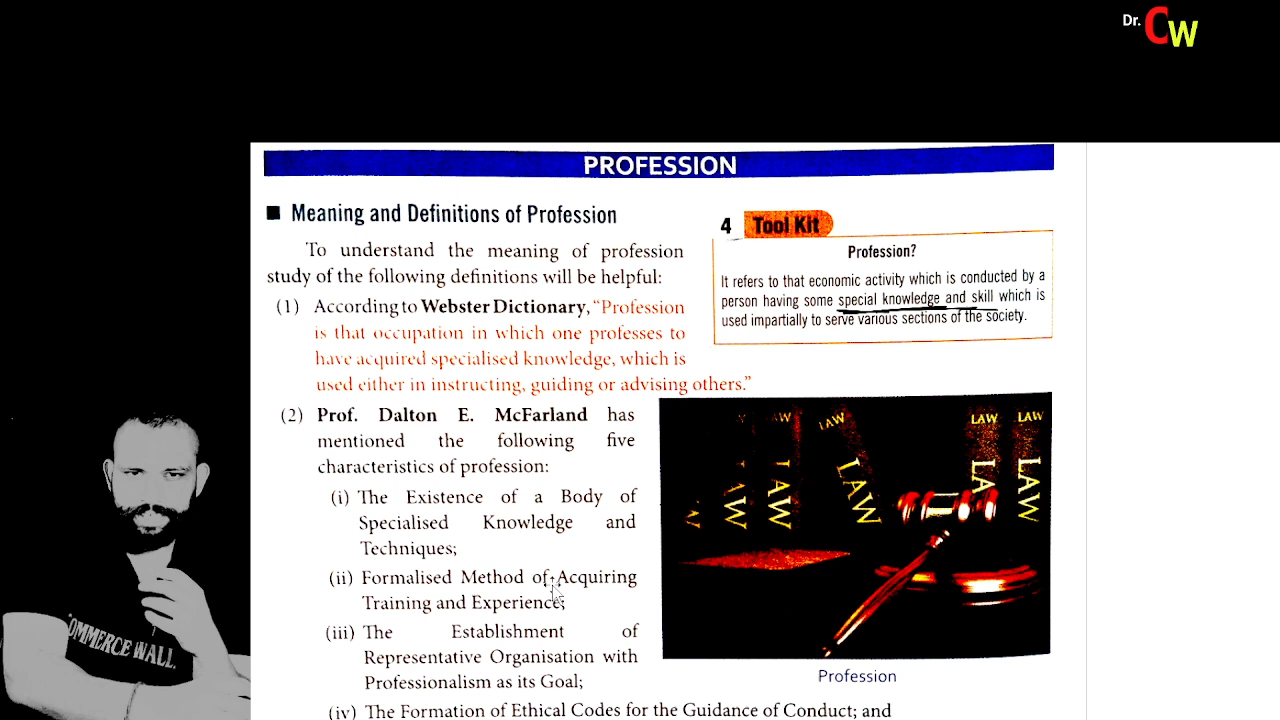 Dr. CW
PROFESSION
■ Meaning and Definitions of Profession
To understand the meaning of profession
study of the following definitions will be helpful:
(1) According to Webster Dictionary, “Profession
is that occupation in which one professes to
have acquired specialised knowledge, which is
used either in instructing, guiding or advising others.”
4 Tool Kit
Profession?
It refers to that economic activity which is conducted by a
person having some special knowledge and skill which is
used impartially to serve various sections of the society.
(2) Prof. Dalton E. McFarland has
mentioned the following five
characteristics of profession:
(i) The Existence of a Body of
Specialised Knowledge and
Techniques;
(ii) Formalised Method of Acquiring
Training and Experience;
(iii) The Establishment of
Representative Organisation with
Professionalism as its Goal;
(iv) The Formation of Ethical Codes for the Guidance of Conduct; and
LAW
LAW
LAW
LAW
LAW
LAW
LAW
LAW
Profession
OMMERCE WALL.